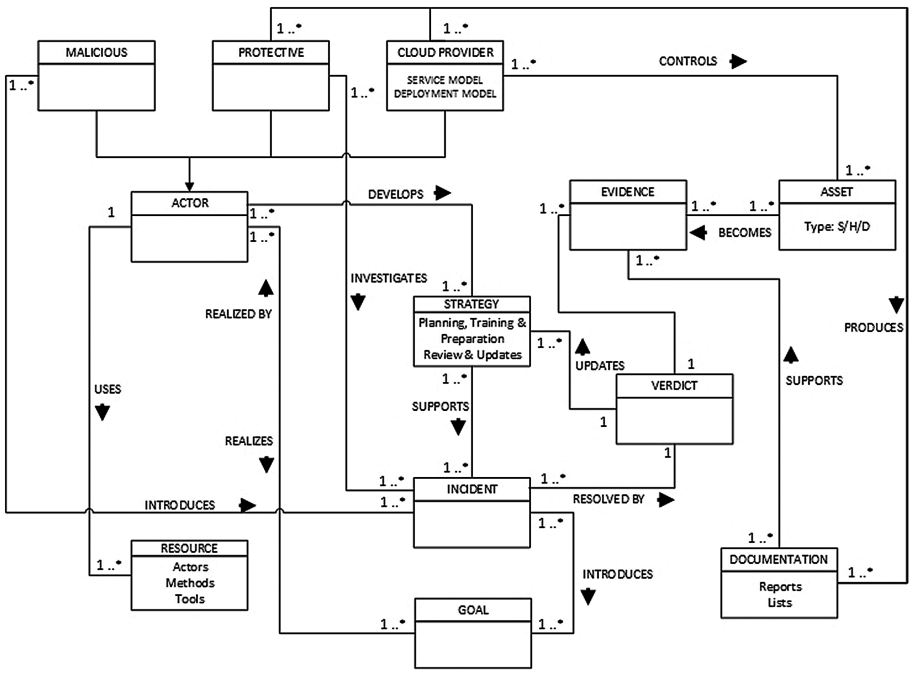 1..*
1..*
MALICIOUS
PROTECTIVE
CLOUD PROVIDER
SERVICE MODEL
DEPLOYMENT MODEL
1..*
1..*
1..*
CONTROLS
1..*
1..*
ACTOR
1
1..*
1..*
DEVELOPS
EVIDENCE
1..*
1..*
1..*
BECOMES
ASSET
Type: S/H/D
1..*
INVESTIGATES
REALIZED BY
1..*
STRATEGY
Planning, Training &
Preparation
Review & Updates
1..*
1..*
UPDATES
PRODUCES
1
VERDICT
1
1
SUPPORTS
USES
SUPPORTS
REALIZES
1..*
1..*
INCIDENT
1..*
1..*
RESOLVED BY
INTRODUCES
1..*
1..*
RESOURCE
Actors
Methods
Tools
1..*
INTRODUCES
1..*
DOCUMENTATION
Reports
Lists
1..*
GOAL
1..*
1..*